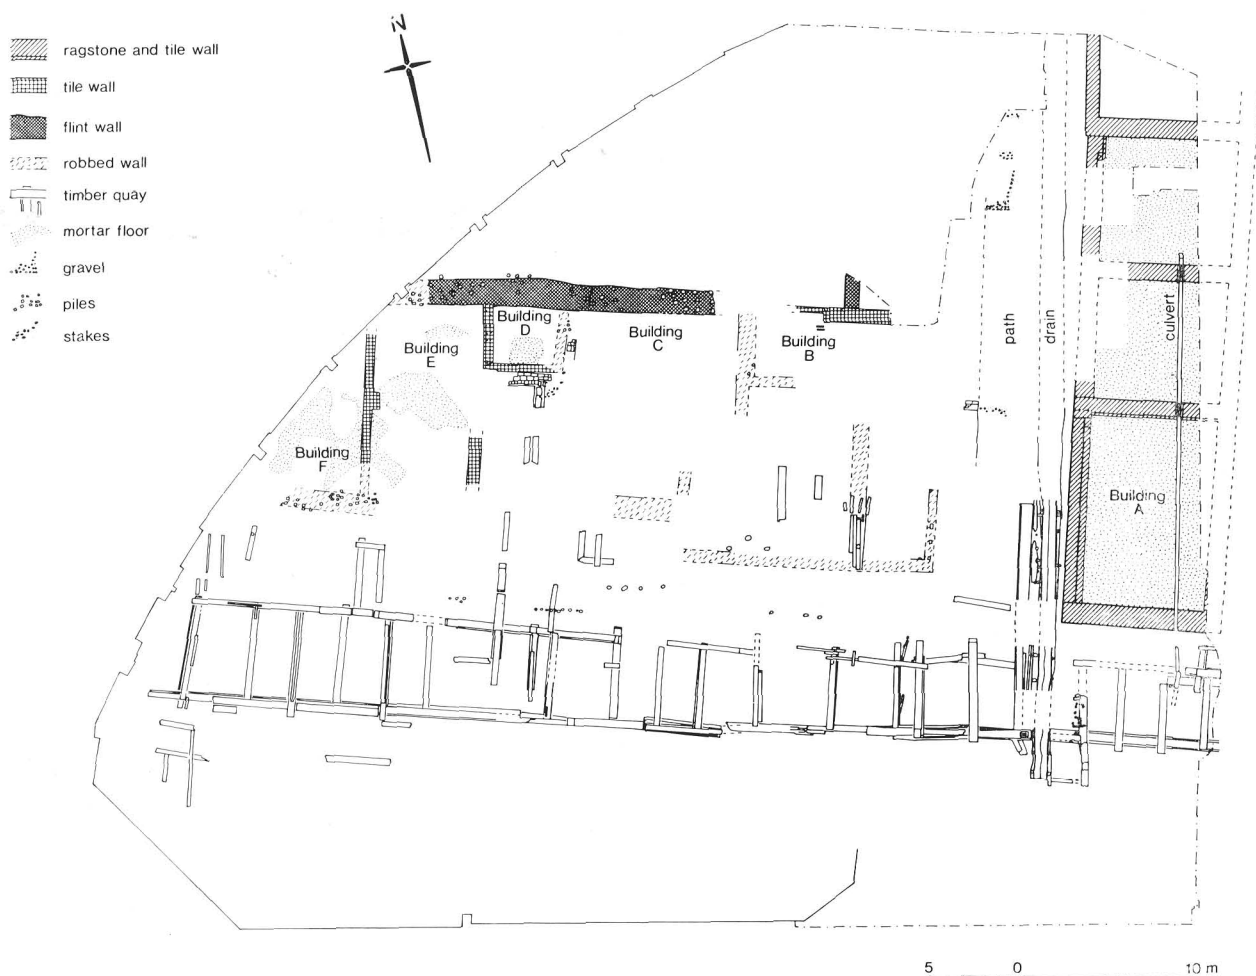 N
ragstone and tile wall
tile wall
flint wall
robbed wall
timber quay
mortar floor
gravel
piles
stakes
Building
D
Building
C
Building
B
Building
E
Building
F
path
drain
culvert
Building
A
5 0 10 m